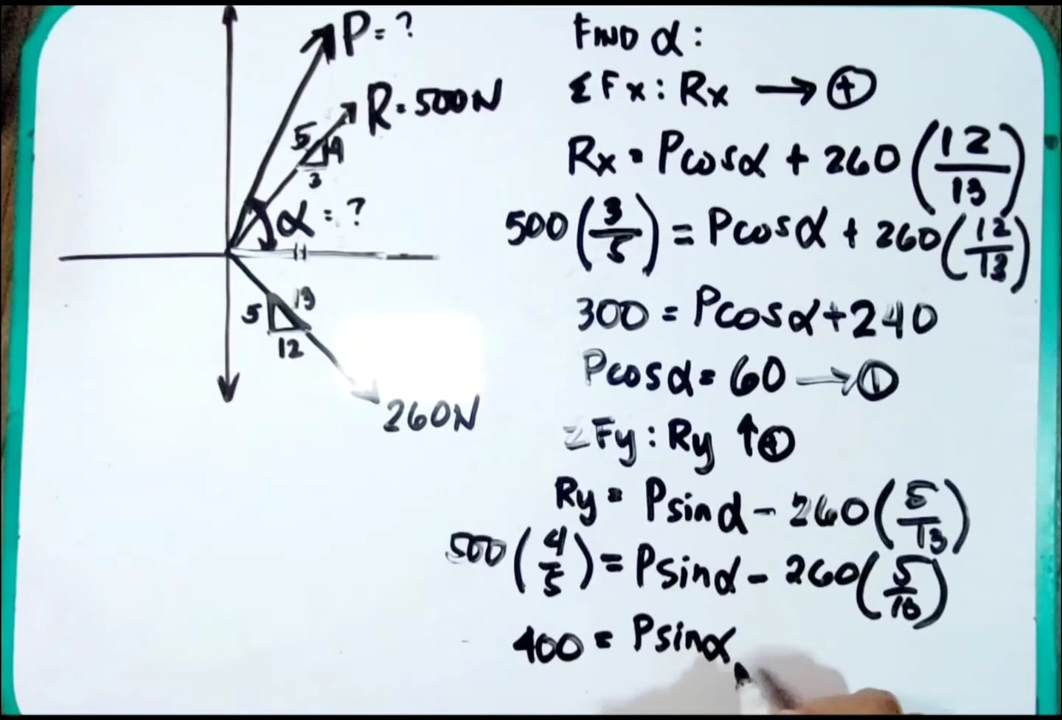 P = ?
R = 500N
5
4
3
α = ?
5
13
12
260N
FIND α :
ΣFx : Rx → ⊕
Rx = Pcosα + 260 (12/13)
500 (3/5) = Pcosα + 260 (12/13)
300 = Pcosα + 240
Pcosα = 60 → ①
ΣFy : Ry ↑⊕
Ry = Psinα - 260 (5/13)
500 (4/5) = Psinα - 260 (5/13)
400 = Psinα